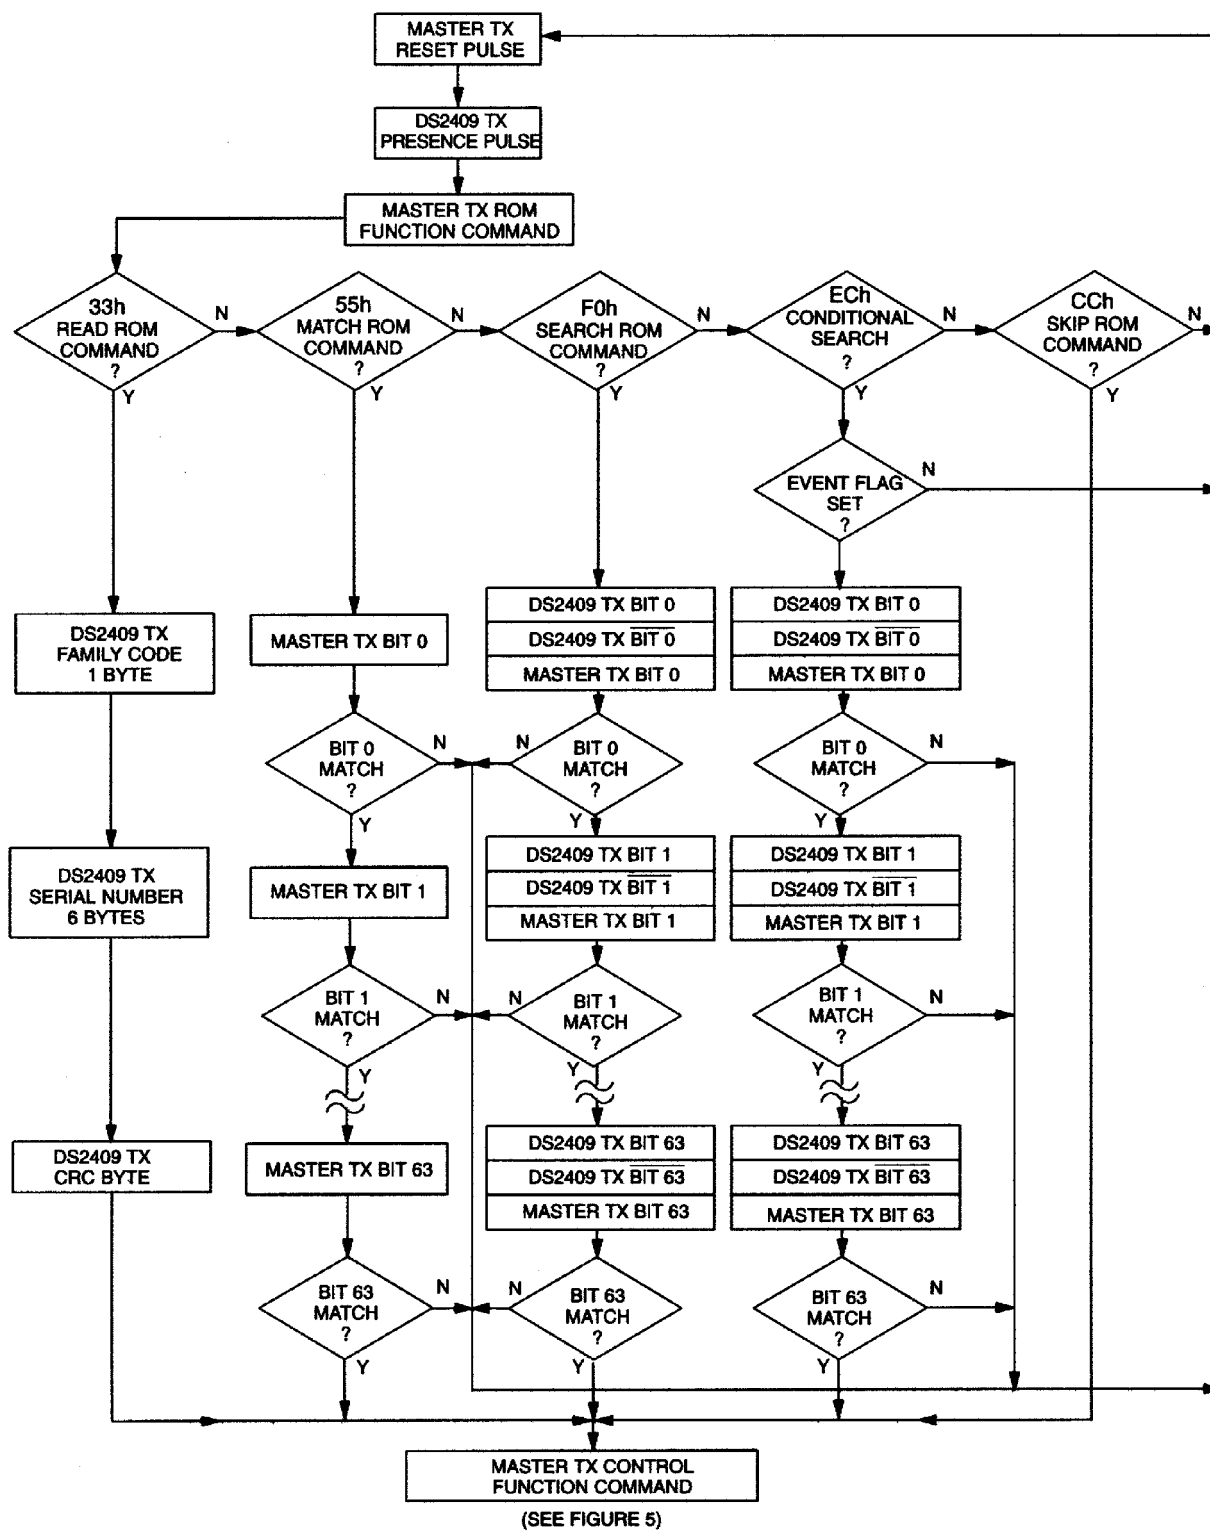 MASTER TX
RESET PULSE
DS2409 TX
PRESENCE PULSE
MASTER TX ROM
FUNCTION COMMAND
33h
READ ROM
COMMAND
?
N
Y
55h
MATCH ROM
COMMAND
?
N
Y
F0h
SEARCH ROM
COMMAND
?
N
Y
ECh
CONDITIONAL
SEARCH
?
N
Y
CCh
SKIP ROM
COMMAND
?
N
Y
EVENT FLAG
SET
?
N
DS2409 TX
FAMILY CODE
1 BYTE
DS2409 TX
SERIAL NUMBER
6 BYTES
DS2409 TX
CRC BYTE
MASTER TX BIT 0
BIT 0
MATCH
?
N
Y
MASTER TX BIT 1
BIT 1
MATCH
?
N
Y
MASTER TX BIT 63
BIT 63
MATCH
?
N
Y
DS2409 TX BIT 0
DS2409 TX B̅I̅T̅ ̅0̅
MASTER TX BIT 0
BIT 0
MATCH
?
N
Y
DS2409 TX BIT 1
DS2409 TX B̅I̅T̅ ̅1̅
MASTER TX BIT 1
BIT 1
MATCH
?
N
Y
DS2409 TX BIT 63
DS2409 TX B̅I̅T̅ ̅6̅3̅
MASTER TX BIT 63
BIT 63
MATCH
?
N
Y
DS2409 TX BIT 0
DS2409 TX B̅I̅T̅ ̅0̅
MASTER TX BIT 0
BIT 0
MATCH
?
N
Y
DS2409 TX BIT 1
DS2409 TX B̅I̅T̅ ̅1̅
MASTER TX BIT 1
BIT 1
MATCH
?
N
Y
DS2409 TX BIT 63
DS2409 TX B̅I̅T̅ ̅6̅3̅
MASTER TX BIT 63
BIT 63
MATCH
?
N
Y
MASTER TX CONTROL
FUNCTION COMMAND
(SEE FIGURE 5)